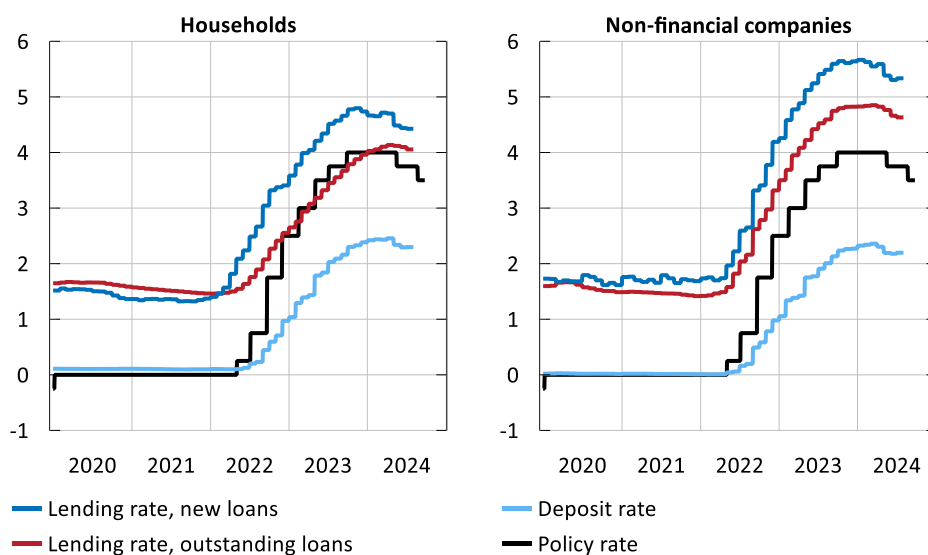 Households
Non-financial companies
6
5
4
3
2
1
0
-1
6
5
4
3
2
1
0
-1
2020 2021 2022 2023 2024
2020 2021 2022 2023 2024
Lending rate, new loans
Deposit rate
Lending rate, outstanding loans
Policy rate